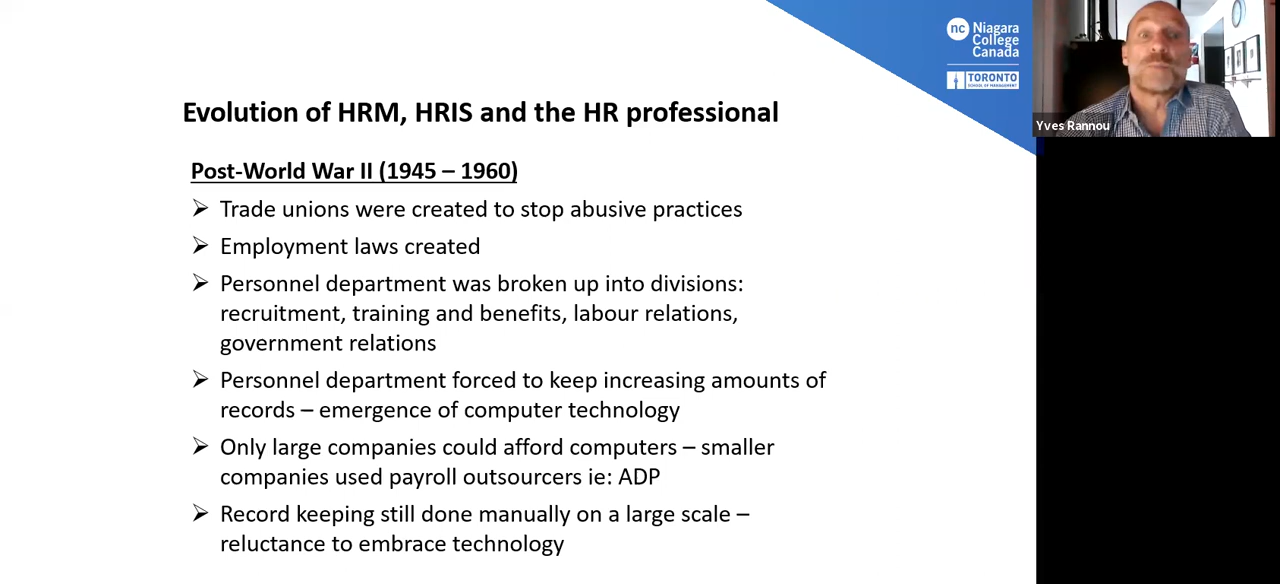 nc Niagara
College
Canada
TORONTO
SCHOOL OF MANAGEMENT
Yves Rannou
Evolution of HRM, HRIS and the HR professional
Post-World War II (1945 – 1960)
➢ Trade unions were created to stop abusive practices
➢ Employment laws created
➢ Personnel department was broken up into divisions:
recruitment, training and benefits, labour relations,
government relations
➢ Personnel department forced to keep increasing amounts of
records – emergence of computer technology
➢ Only large companies could afford computers – smaller
companies used payroll outsourcers ie: ADP
➢ Record keeping still done manually on a large scale –
reluctance to embrace technology